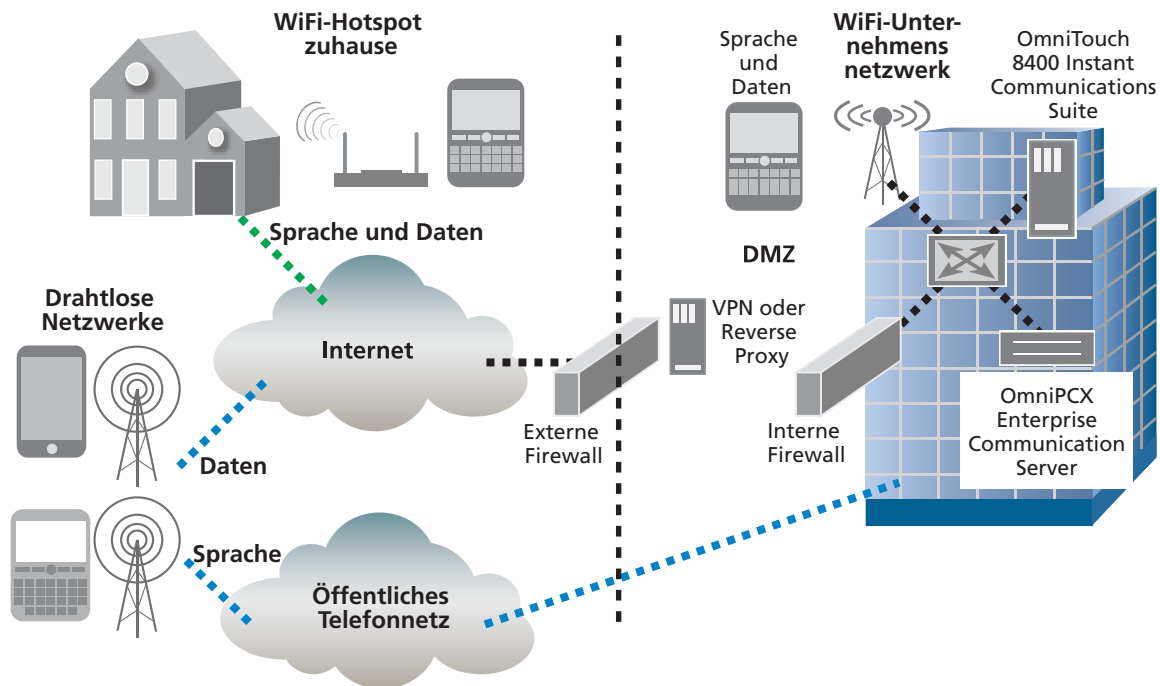 WiFi-Hotspot
zuhause
Sprache
und
Daten
WiFi-Unter-
nehmens
netzwerk
OmniTouch
8400 Instant
Communications
Suite
Sprache und Daten
DMZ
Drahtlose
Netzwerke
Internet
VPN oder
Reverse
Proxy
Externe
Firewall
Interne
Firewall
OmniPCX
Enterprise
Communication
Server
Daten
Sprache
Öffentliches
Telefonnetz